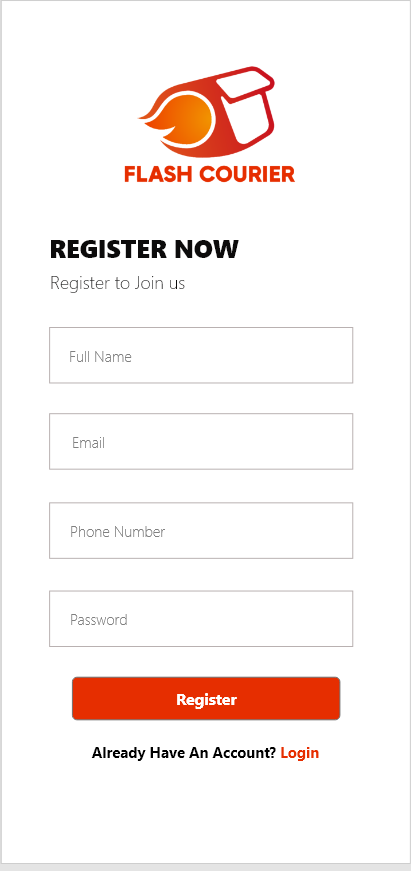 FLASH COURIER
REGISTER NOW
Register to Join us
Full Name
Email
Phone Number
Password
Register
Already Have An Account? Login